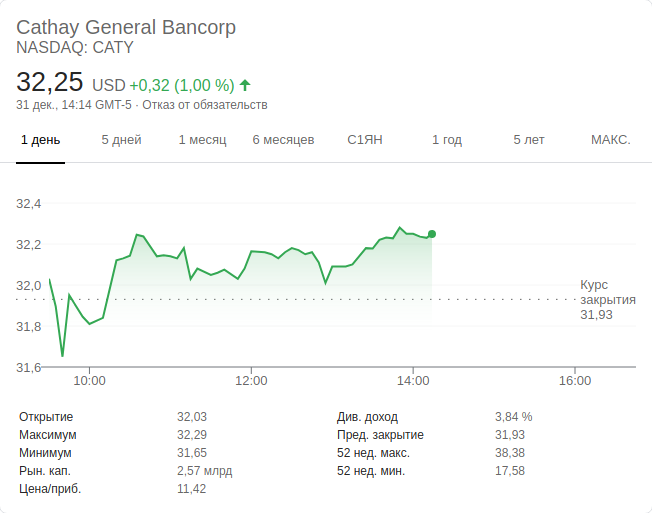 Cathay General Bancorp
NASDAQ: CATY
32,25 USD +0,32 (1,00 %)
31 дек., 14:14 GMT-5 · Отказ от обязательств
1 день 5 дней 1 месяц 6 месяцев С1ЯН 1 год 5 лет МАКС.
32,4
32,2
32,0
31,8
31,6
Курс
закрытия
31,93
10:00 12:00 14:00 16:00
Открытие 32,03 Див. доход 3,84 %
Максимум 32,29 Пред. закрытие 31,93
Минимум 31,65 52 нед. макс. 38,38
Рын. кап. 2,57 млрд 52 нед. мин. 17,58
Цена/приб. 11,42